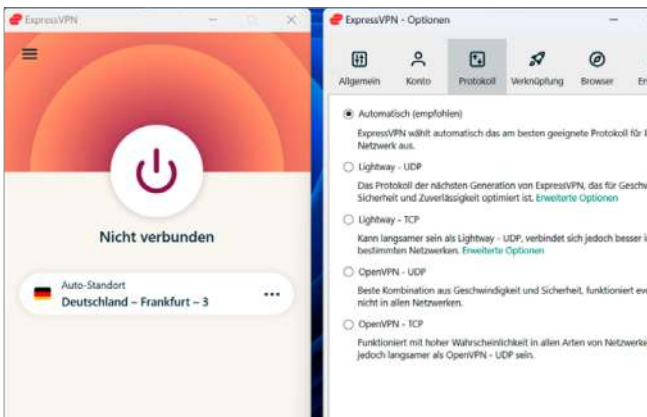 ExpressVPN
Nicht verbunden
Auto-Standort
Deutschland – Frankfurt – 3
ExpressVPN - Optionen
Allgemein Konto Protokoll Verknüpfung Browser
Automatisch (empfohlen)
ExpressVPN wählt automatisch das am besten geeignete Protokoll für
Netzwerk aus.
Lightway - UDP
Das Protokoll der nächsten Generation von ExpressVPN, das für
Sicherheit und Zuverlässigkeit optimiert ist. Erweiterte Optionen
Lightway - TCP
Kann langsamer sein als Lightway - UDP, verbindet sich jedoch besser
bestimmten Netzwerken. Erweiterte Optionen
OpenVPN - UDP
Beste Kombination aus Geschwindigkeit und Sicherheit, funktioniert
nicht in allen Netzwerken.
OpenVPN - TCP
Funktioniert mit hoher Wahrscheinlichkeit in allen Arten von
jedoch langsamer als OpenVPN - UDP sein.